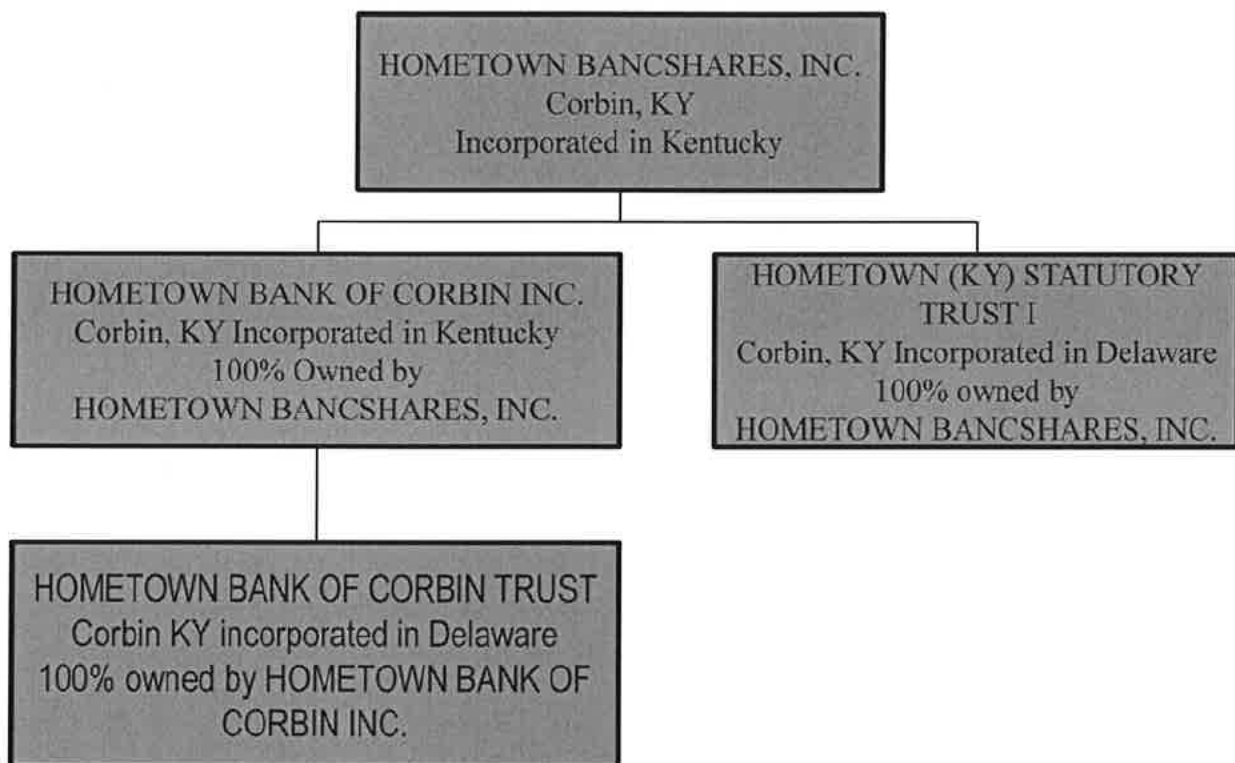 HOMETOWN BANCSHARES, INC.
Corbin, KY
Incorporated in Kentucky
HOMETOWN BANK OF CORBIN INC.
Corbin, KY Incorporated in Kentucky
100% Owned by
HOMETOWN BANCSHARES, INC.
HOMETOWN (KY) STATUTORY
TRUST I
Corbin, KY Incorporated in Delaware
100% owned by
HOMETOWN BANCSHARES, INC.
HOMETOWN BANK OF CORBIN TRUST
Corbin KY incorporated in Delaware
100% owned by HOMETOWN BANK OF
CORBIN INC.